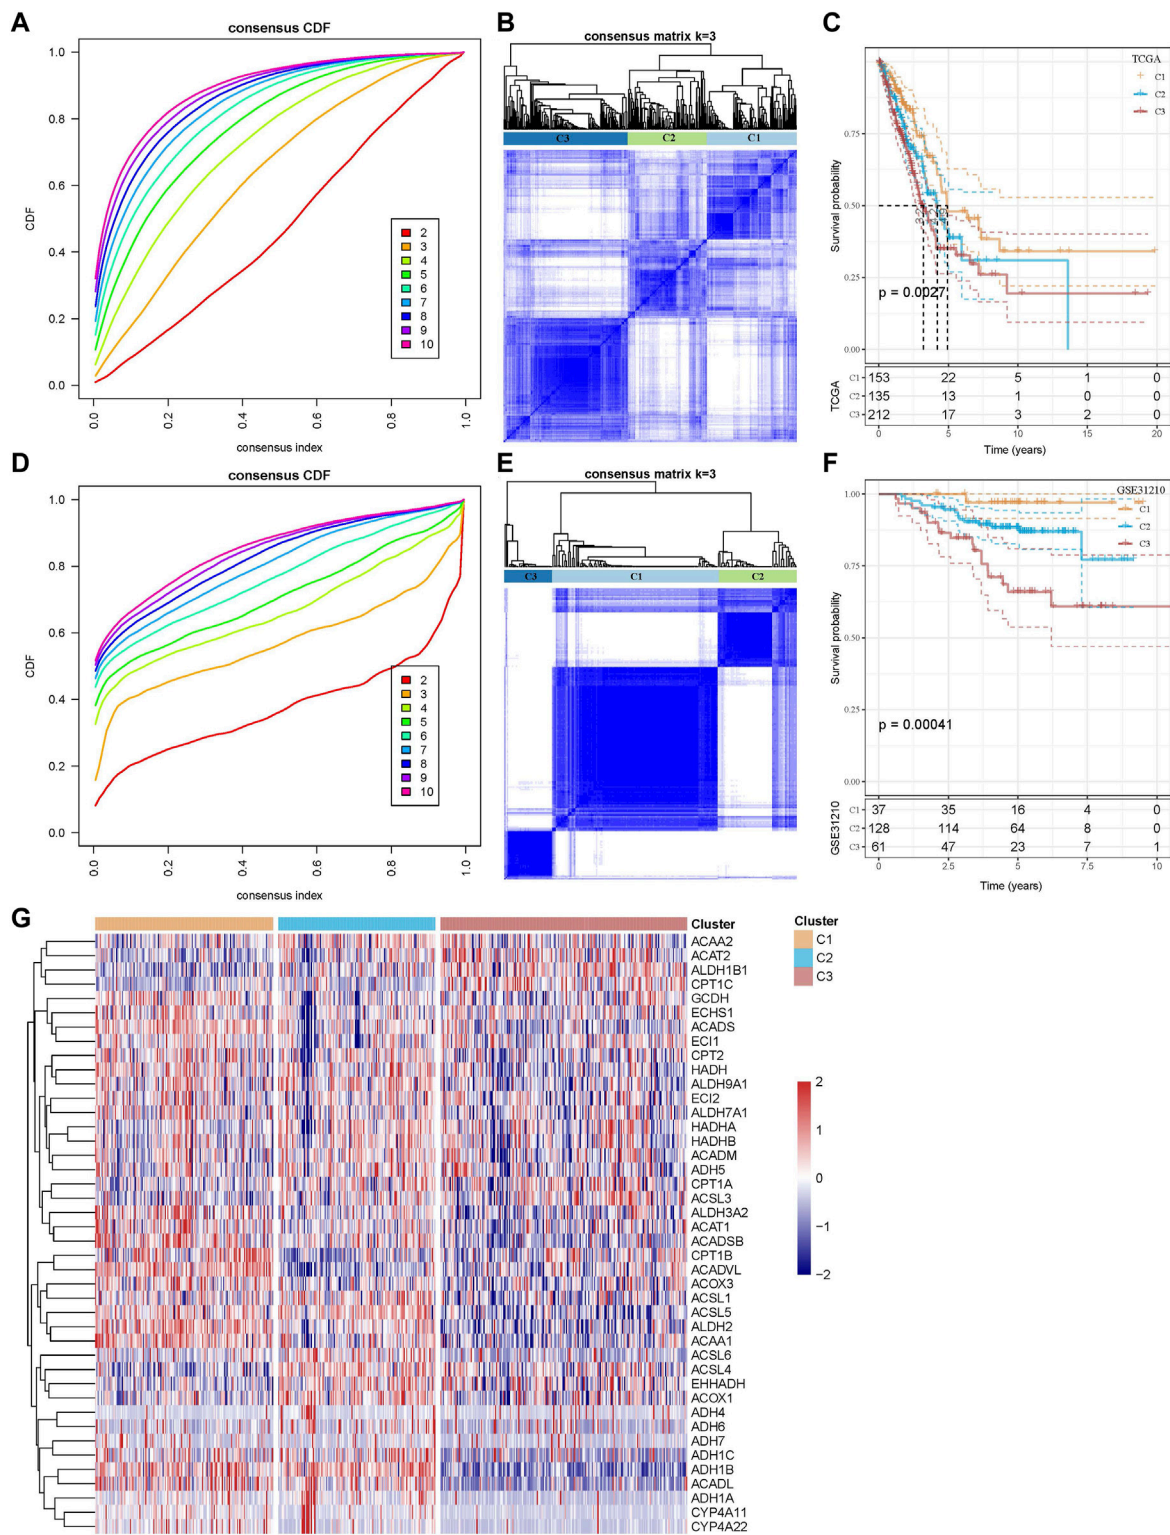 A
consensus CDF
1.0
0.8
0.6
0.4
0.2
0.0
CDF
2
3
4
5
6
7
8
9
10
0.0
0.2
0.4
0.6
0.8
1.0
consensus index
B
consensus matrix k=3
C3
C2
C1
C
TCGA
C1
C2
C3
1.00
0.75
0.50
0.25
0.00
Survival probability
p = 0.0027
C1 153 22 5 1 0
C2 135 13 1 0 0
C3 212 17 3 2 0
TCGA
0 5 10 15 20
Time (years)
D
consensus CDF
1.0
0.8
0.6
0.4
0.2
0.0
CDF
2
3
4
5
6
7
8
9
10
0.0
0.2
0.4
0.6
0.8
1.0
consensus index
E
consensus matrix k=3
C3
C1
C2
F
GSE31210
C1
C2
C3
1.00
0.75
0.50
0.25
0.00
Survival probability
p = 0.00041
C1 37 35 16 4 0
C2 128 114 64 8 0
C3 61 47 23 7 1
GSE31210
0 2.5 5 7.5 10
Time (years)
G
Cluster
ACAA2
ACAT2
ALDH1B1
CPT1C
GCDH
ECHS1
ACADS
ECI1
CPT2
HADH
ALDH9A1
ECI2
ALDH7A1
HADHA
HADHB
ACADM
ADH5
CPT1A
ACSL3
ALDH3A2
ACAT1
ACADSB
CPT1B
ACADVL
ACOX3
ACSL1
ACSL5
ALDH2
ACAA1
ACSL6
ACSL4
EHHADH
ACOX1
ADH4
ADH6
ADH7
ADH1C
ADH1B
ACADL
ADH1A
CYP4A11
CYP4A22
Cluster
C1
C2
C3
2
1
0
−1
−2